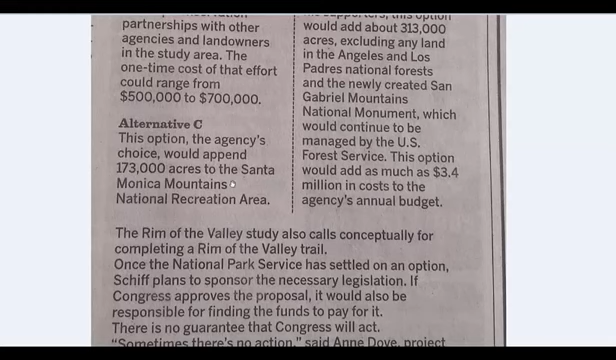 partnerships with other
agencies and landowners
in the study area. The
one-time cost of that effort
could range from
$500,000 to $700,000.
Alternative C
This option, the agency's
choice, would append
173,000 acres to the Santa
Monica Mountains
National Recreation Area.
this option
would add about 313,000
acres, excluding any land
in the Angeles and Los
Padres national forests
and the newly created San
Gabriel Mountains
National Monument, which
would continue to be
managed by the U.S.
Forest Service. This option
would add as much as $3.4
million in costs to the
agency's annual budget.
The Rim of the Valley study also calls conceptually for
completing a Rim of the Valley trail.
Once the National Park Service has settled on an option,
Schiff plans to sponsor the necessary legislation. If
Congress approves the proposal, it would also be
responsible for finding the funds to pay for it.
There is no guarantee that Congress will act.
"Sometimes there's no action," said Anne Dove, project